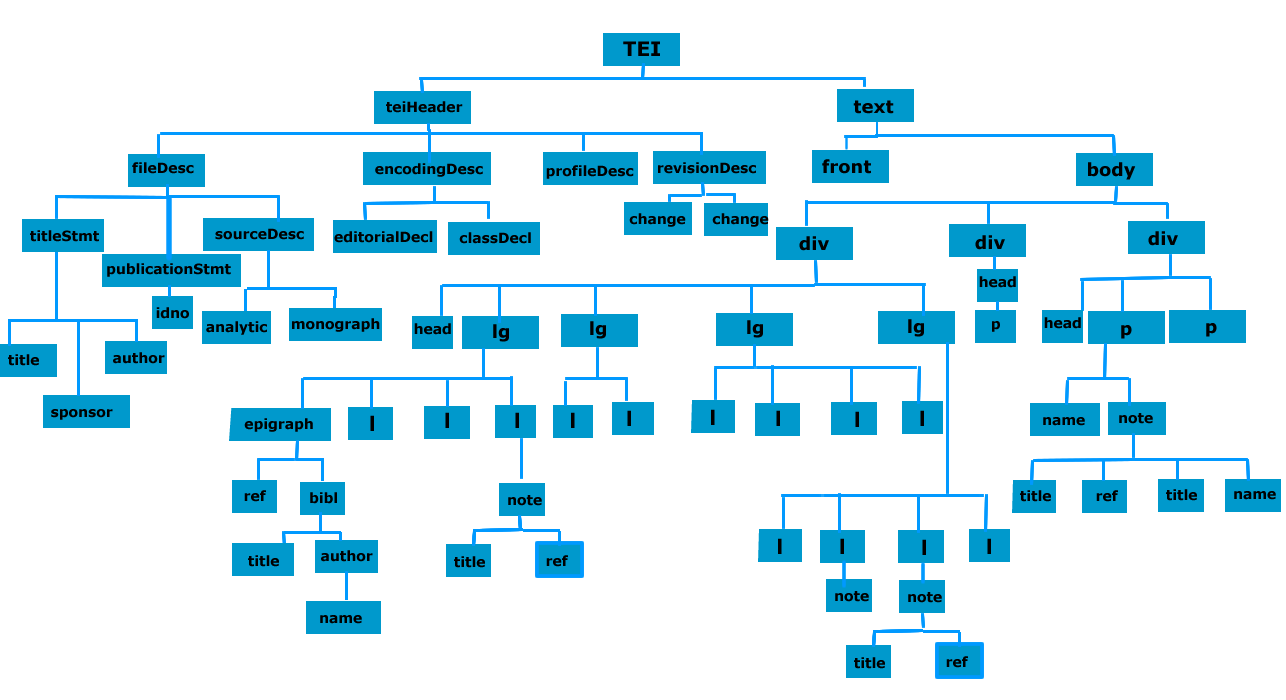 TEI
teiHeader
text
fileDesc
encodingDesc
profileDesc
revisionDesc
front
body
titleStmt
publicationStmt
sourceDesc
editorialDecl
classDecl
change
change
div
div
div
idno
analytic
monograph
title
sponsor
author
head
lg
lg
lg
lg
head
p
head
p
p
epigraph
l
l
l
l
l
l
l
l
l
name
note
ref
bibl
note
title
ref
title
name
title
author
title
ref
l
l
l
l
name
note
note
title
ref